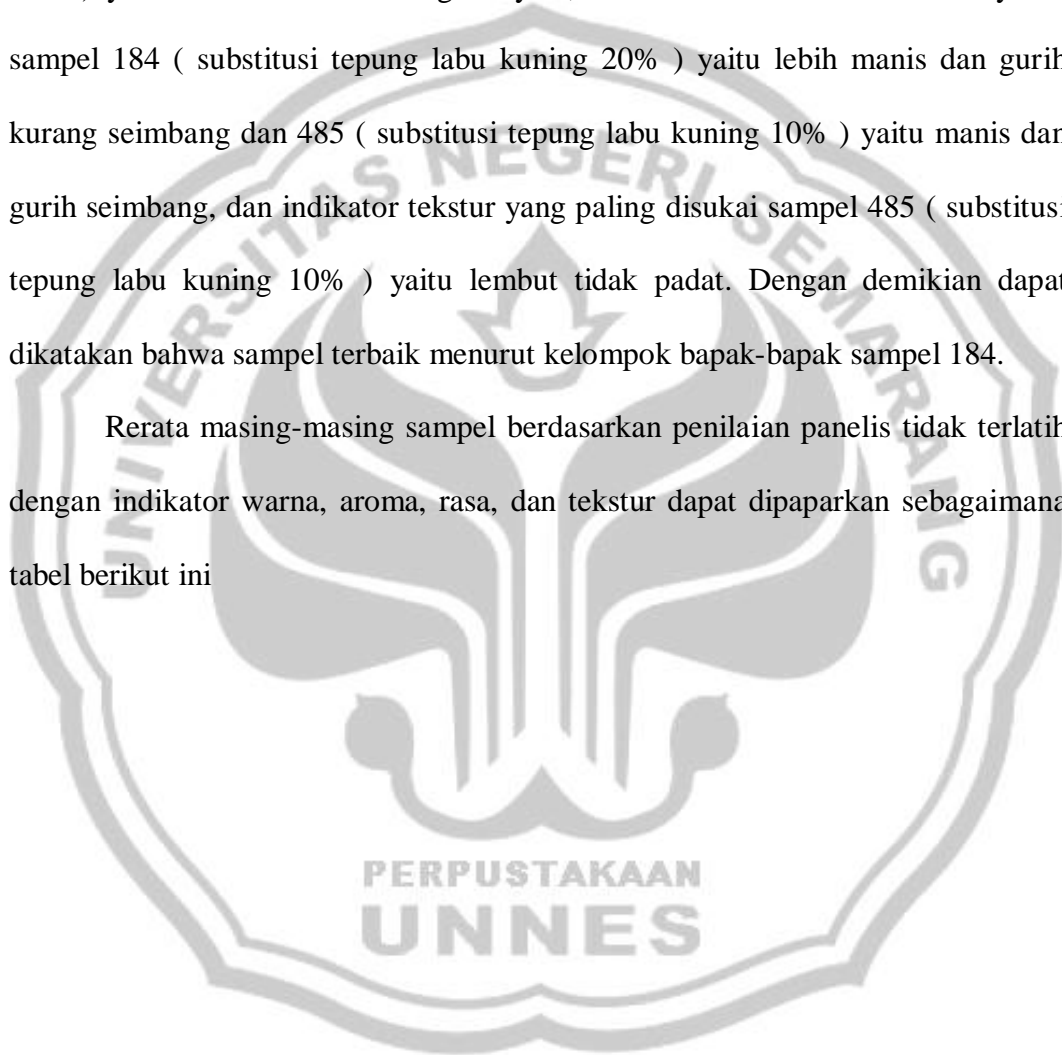 sampel 184 ( substitusi tepung labu kuning 20% ) yaitu lebih manis dan gurih
kurang seimbang dan 485 ( substitusi tepung labu kuning 10% ) yaitu manis dan
gurih seimbang, dan indikator tekstur yang paling disukai sampel 485 ( substitusi
tepung labu kuning 10% ) yaitu lembut tidak padat. Dengan demikian dapat
dikatakan bahwa sampel terbaik menurut kelompok bapak-bapak sampel 184.
Rerata masing-masing sampel berdasarkan penilaian panelis tidak terlatih
dengan indikator warna, aroma, rasa, dan tekstur dapat dipaparkan sebagaimana
tabel berikut ini
UNIVERSITAS NEGERI SEMARANG
PERPUSTAKAAN
UNNES